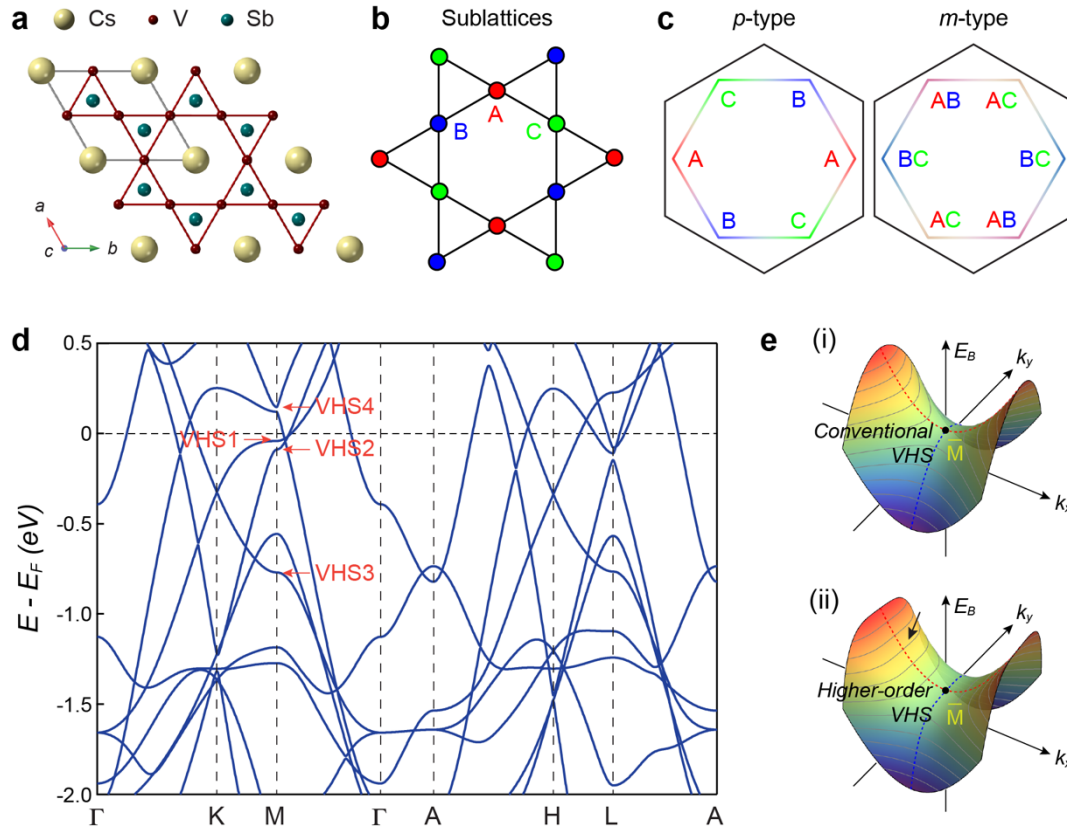 a Cs V Sb
a
c b
b Sublattices
A
B C
c p-type m-type
C B
A A
B C
AB AC
BC BC
AC AB
d
E - E_F (eV)
0.5
0
-0.5
-1.0
-1.5
-2.0
VHS4
VHS1
VHS2
VHS3
Γ K M Γ A H L A
e (i)
E_B
k_y
Conventional
VHS
M̅
k_x
(ii)
E_B
k_y
Higher-order
VHS
M̅
k_x